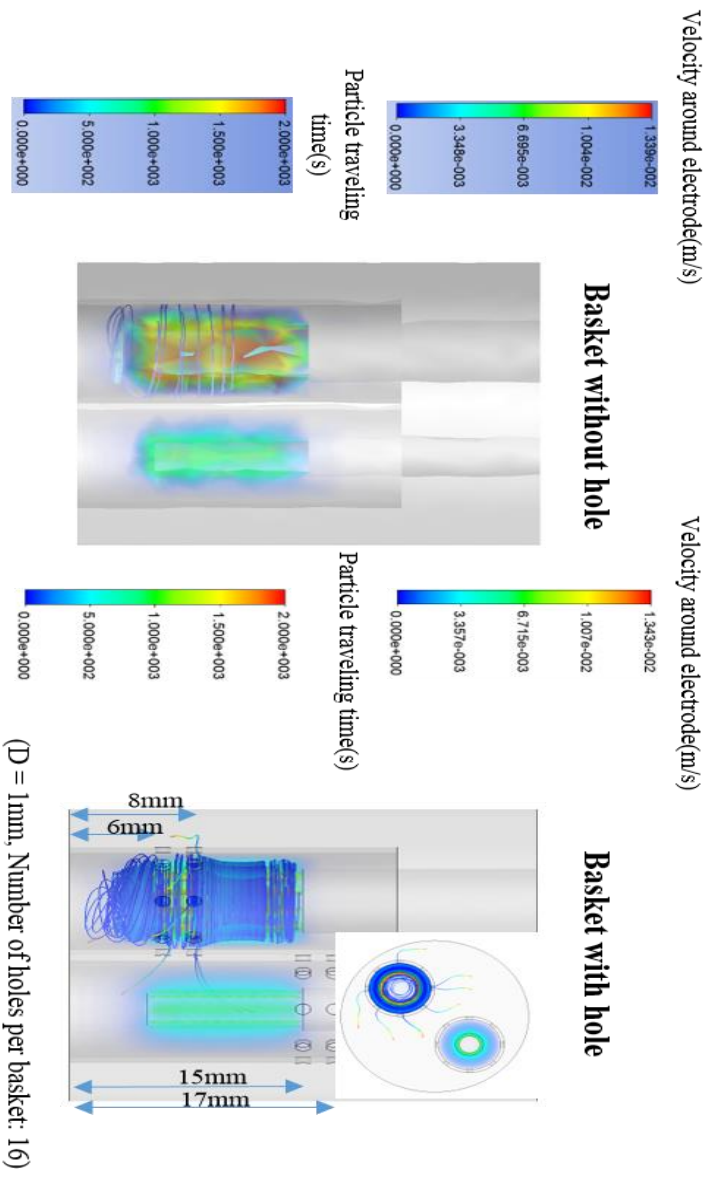 Velocity around electrode(m/s)
1.339e-002
1.004e-002
6.695e-003
3.348e-003
0.000e+000
Particle traveling
time(s)
2.000e+003
1.500e+003
1.000e+003
5.000e+002
0.000e+000
Basket without hole
Velocity around electrode(m/s)
1.343e-002
1.007e-002
6.715e-003
3.357e-003
0.000e+000
Particle traveling time(s)
2.000e+003
1.500e+003
1.000e+003
5.000e+002
0.000e+000
Basket with hole
8mm
6mm
15mm
17mm
(D = 1mm, Number of holes per basket: 16)